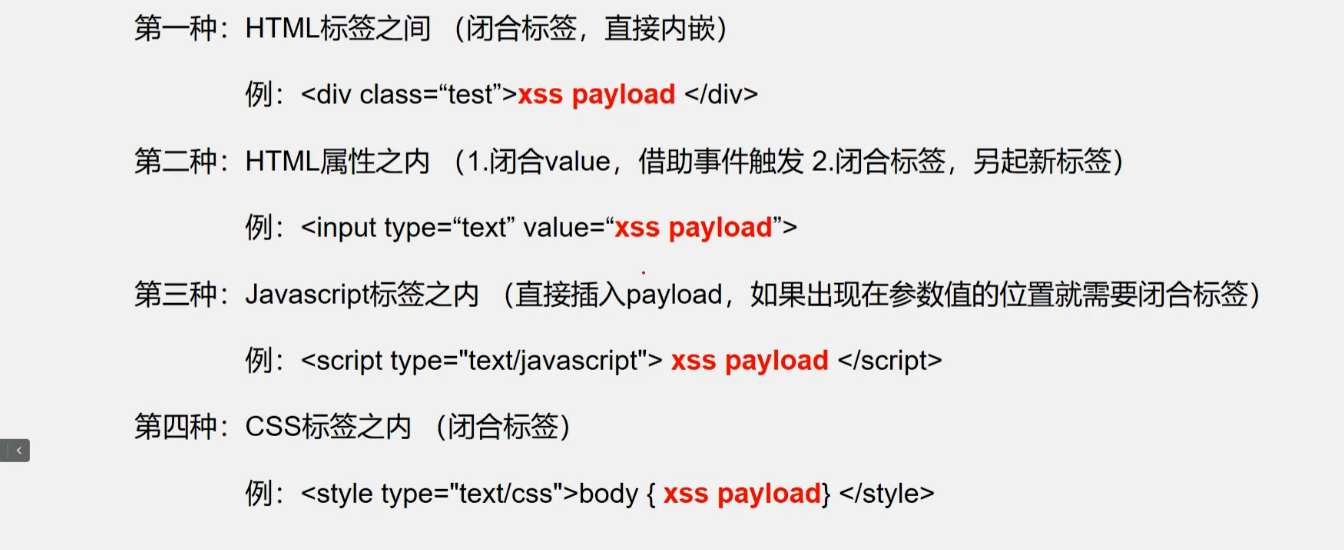 第一种：HTML标签之间 （闭合标签，直接内嵌）
例：<div class=“test”>xss payload </div>
第二种：HTML属性之内 （1.闭合value，借助事件触发 2.闭合标签，另起新标签）
例：<input type=“text” value=“xss payload”>
第三种：Javascript标签之内 （直接插入payload，如果出现在参数值的位置就需要闭合标签）
例：<script type="text/javascript"> xss payload </script>
第四种：CSS标签之内 （闭合标签）
例：<style type="text/css">body { xss payload} </style>